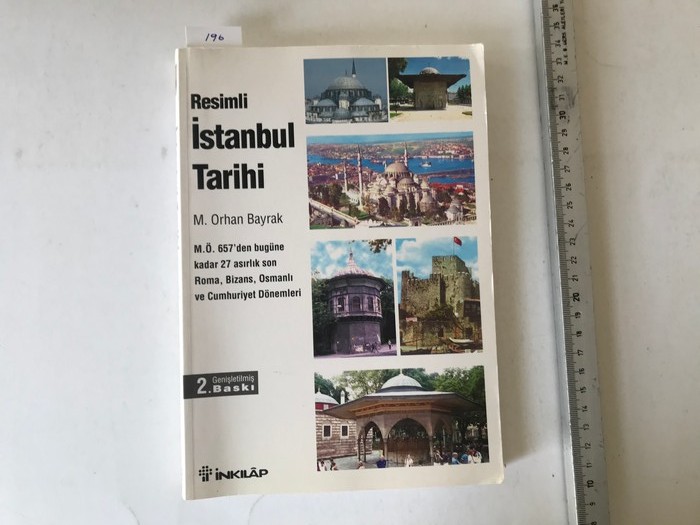 196
Resimli
İstanbul
Tarihi
M. Orhan Bayrak
M.Ö. 657'den bugüne
kadar 27 asırlık son
Roma, Bizans, Osmanlı
ve Cumhuriyet Dönemleri
2. Genişletilmiş
Baskı
İNKILÂP